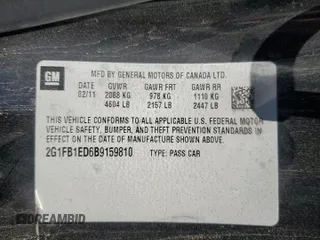 GM
MFD BY GENERAL MOTORS OF CANADA LTD.
DATE GVWR GAWR FRT GAWR RR
02/11 2088 KG 978 KG 1110 KG
4604 LB 2157 LB 2447 LB
THIS VEHICLE CONFORMS TO ALL APPLICABLE U.S. FEDERAL MOTOR
VEHICLE SAFETY, BUMPER, AND THEFT PREVENTION STANDARDS IN
EFFECT ON THE DATE OF MANUFACTURE SHOWN ABOVE.
2G1FB1ED6B9159810 TYPE: PASS CAR
IDREAMBID